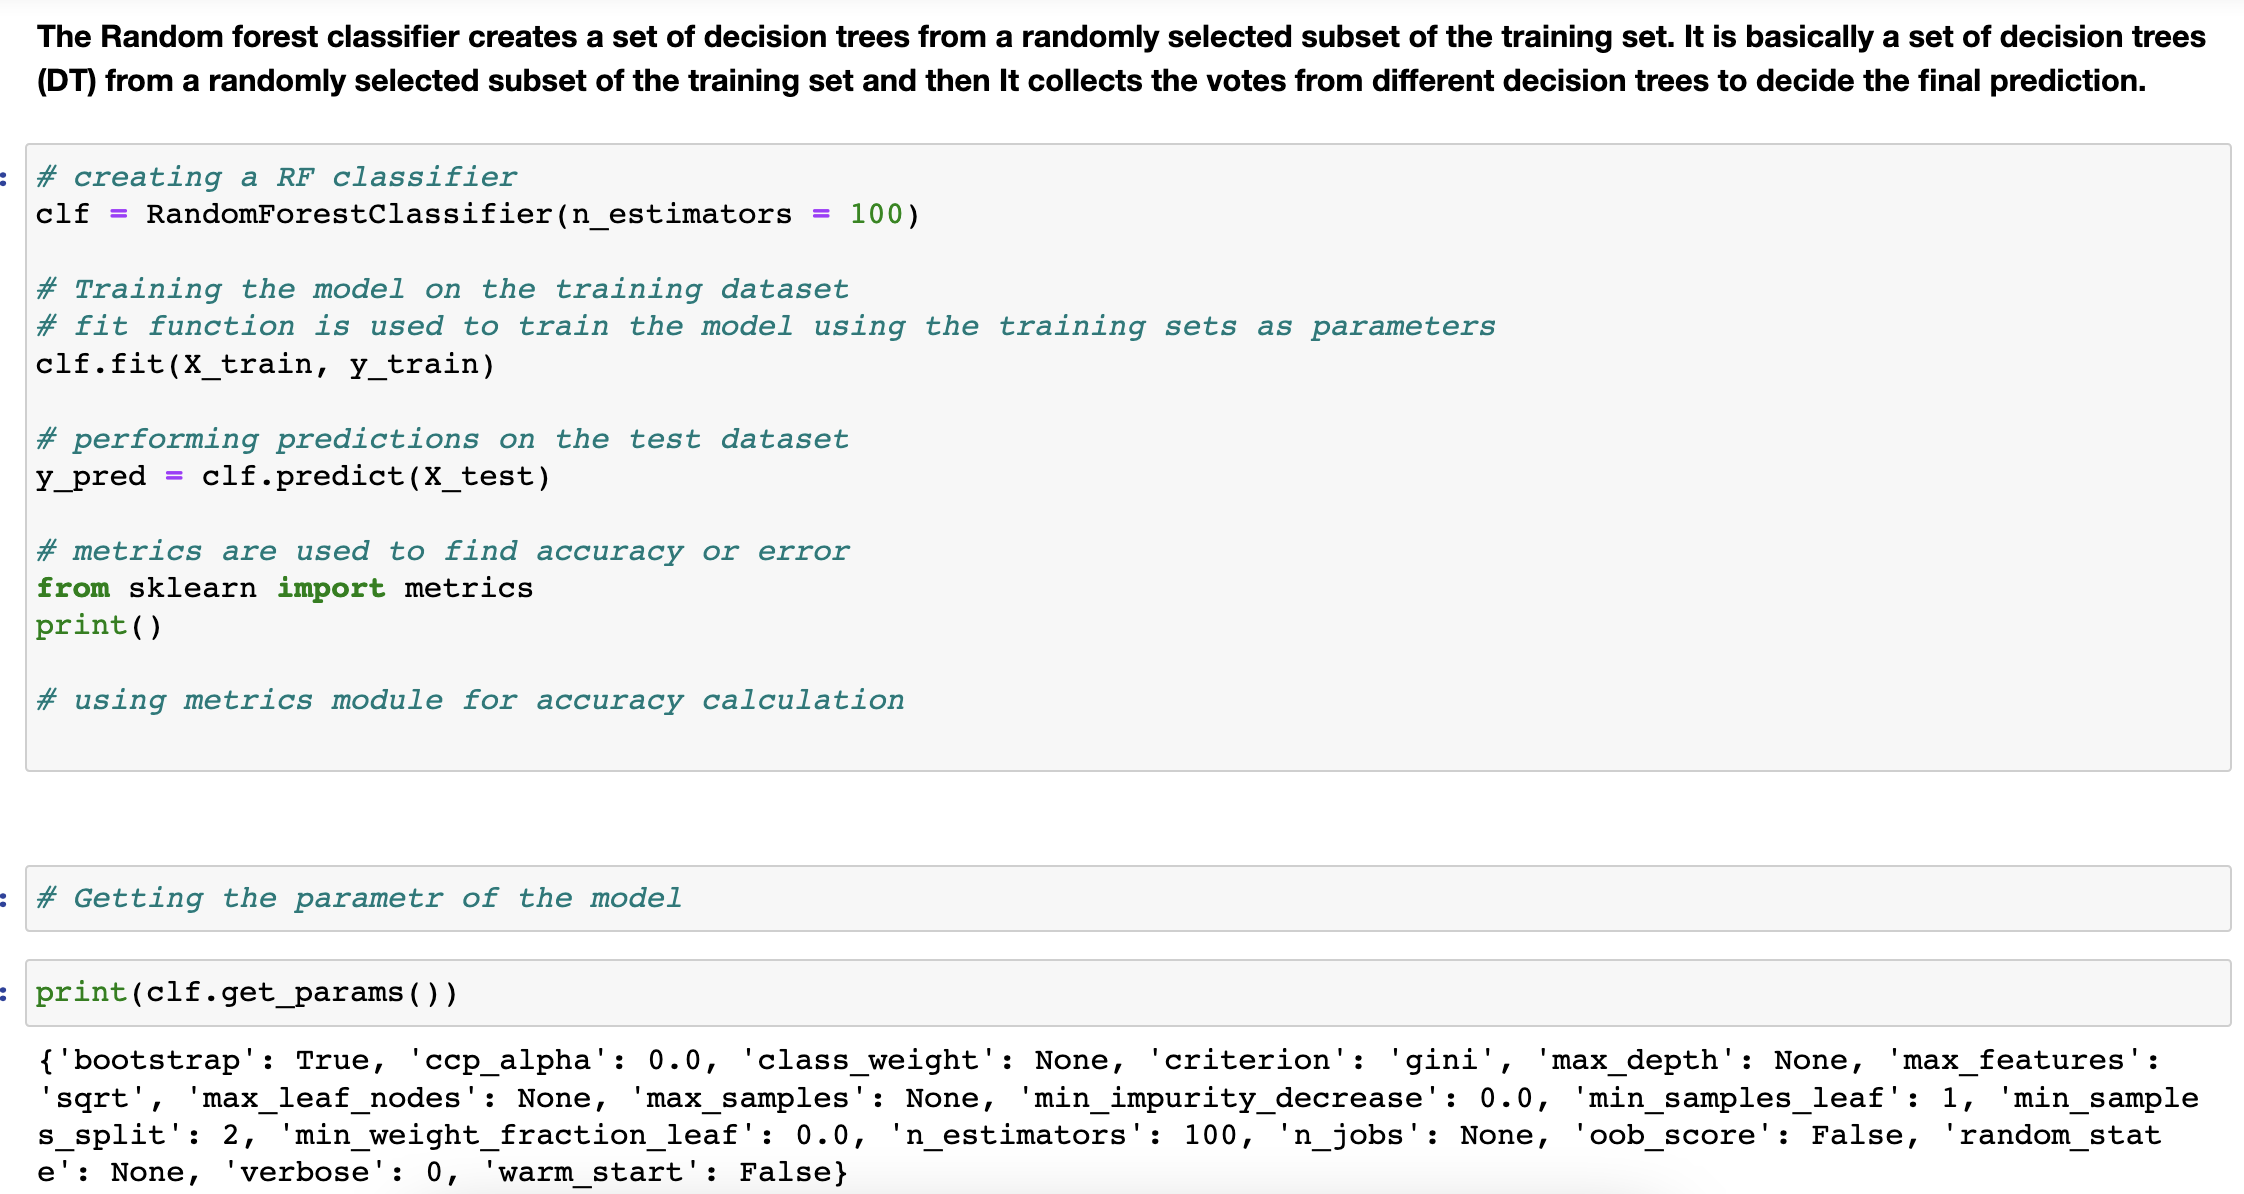 The Random forest classifier creates a set of decision trees from a randomly selected subset of the training set. It is basically a set of decision trees
(DT) from a randomly selected subset of the training set and then It collects the votes from different decision trees to decide the final prediction.
: # creating a RF classifier
clf = RandomForestClassifier(n_estimators = 100)
# Training the model on the training dataset
# fit function is used to train the model using the training sets as parameters
clf.fit(X_train, y_train)
# performing predictions on the test dataset
y_pred = clf.predict(X_test)
# metrics are used to find accuracy or error
from sklearn import metrics
print()
# using metrics module for accuracy calculation
: # Getting the parametr of the model
: print(clf.get_params())
{'bootstrap': True, 'ccp_alpha': 0.0, 'class_weight': None, 'criterion': 'gini', 'max_depth': None, 'max_features':
'sqrt', 'max_leaf_nodes': None, 'max_samples': None, 'min_impurity_decrease': 0.0, 'min_samples_leaf': 1, 'min_sample
s_split': 2, 'min_weight_fraction_leaf': 0.0, 'n_estimators': 100, 'n_jobs': None, 'oob_score': False, 'random_stat
e': None, 'verbose': 0, 'warm_start': False}